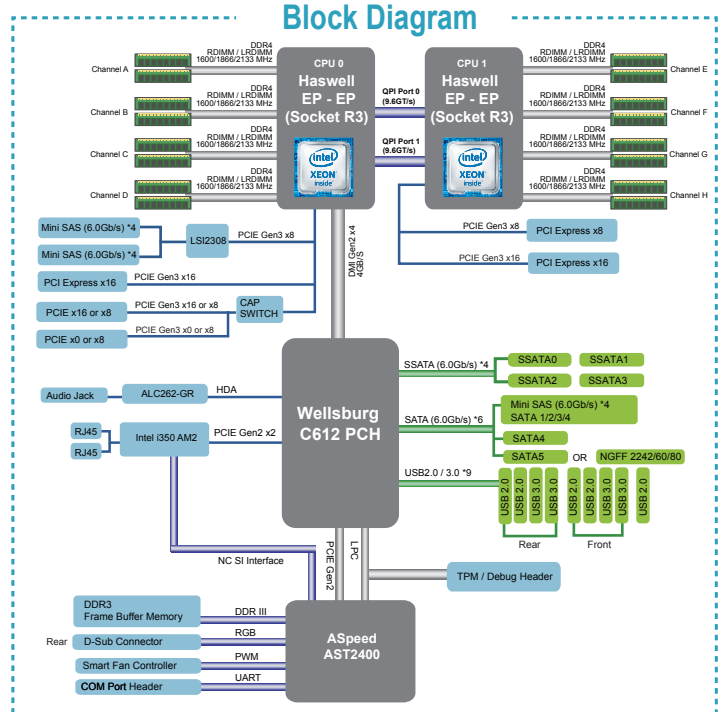 Block Diagram
DDR4
RDIMM / LRDIMM
1600/1866/2133 MHz
Channel A
DDR4
RDIMM / LRDIMM
1600/1866/2133 MHz
Channel B
DDR4
RDIMM / LRDIMM
1600/1866/2133 MHz
Channel C
DDR4
RDIMM / LRDIMM
1600/1866/2133 MHz
Channel D
CPU 0
Haswell
EP - EP
(Socket R3)
intel
XEON
inside
QPI Port 0
(9.6GT/s)
QPI Port 1
(9.6GT/s)
CPU 1
Haswell
EP - EP
(Socket R3)
intel
XEON
inside
DDR4
RDIMM / LRDIMM
1600/1866/2133 MHz
Channel E
DDR4
RDIMM / LRDIMM
1600/1866/2133 MHz
Channel F
DDR4
RDIMM / LRDIMM
1600/1866/2133 MHz
Channel G
DDR4
RDIMM / LRDIMM
1600/1866/2133 MHz
Channel H
Mini SAS (6.0Gb/s) *4
Mini SAS (6.0Gb/s) *4
LSI2308
PCIE Gen3 x8
PCI Express x16
PCIE Gen3 x16
PCIE x16 or x8
PCIE Gen3 x16 or x8
CAP
SWITCH
PCIE x0 or x8
PCIE Gen3 x0 or x8
DMI Gen2 x4
4GB/S
PCIE Gen3 x8
PCI Express x8
PCIE Gen3 x16
PCI Express x16
Audio Jack
ALC262-GR
HDA
RJ45
RJ45
Intel i350 AM2
PCIE Gen2 x2
Wellsburg
C612 PCH
SSATA (6.0Gb/s) *4
SSATA0
SSATA1
SSATA2
SSATA3
SATA (6.0Gb/s) *6
Mini SAS (6.0Gb/s) *4
SATA 1/2/3/4
SATA4
SATA5
OR
NGFF 2242/60/80
USB2.0 / 3.0 *9
USB 2.0
USB 2.0
USB 3.0
USB 3.0
USB 2.0
USB 2.0
USB 3.0
USB 3.0
USB 2.0
Rear
Front
NC SI Interface
PCIE Gen2
LPC
TPM / Debug Header
DDR3
Frame Buffer Memory
DDR III
Rear
D-Sub Connector
RGB
Smart Fan Controller
PWM
COM Port Header
UART
ASpeed
AST2400